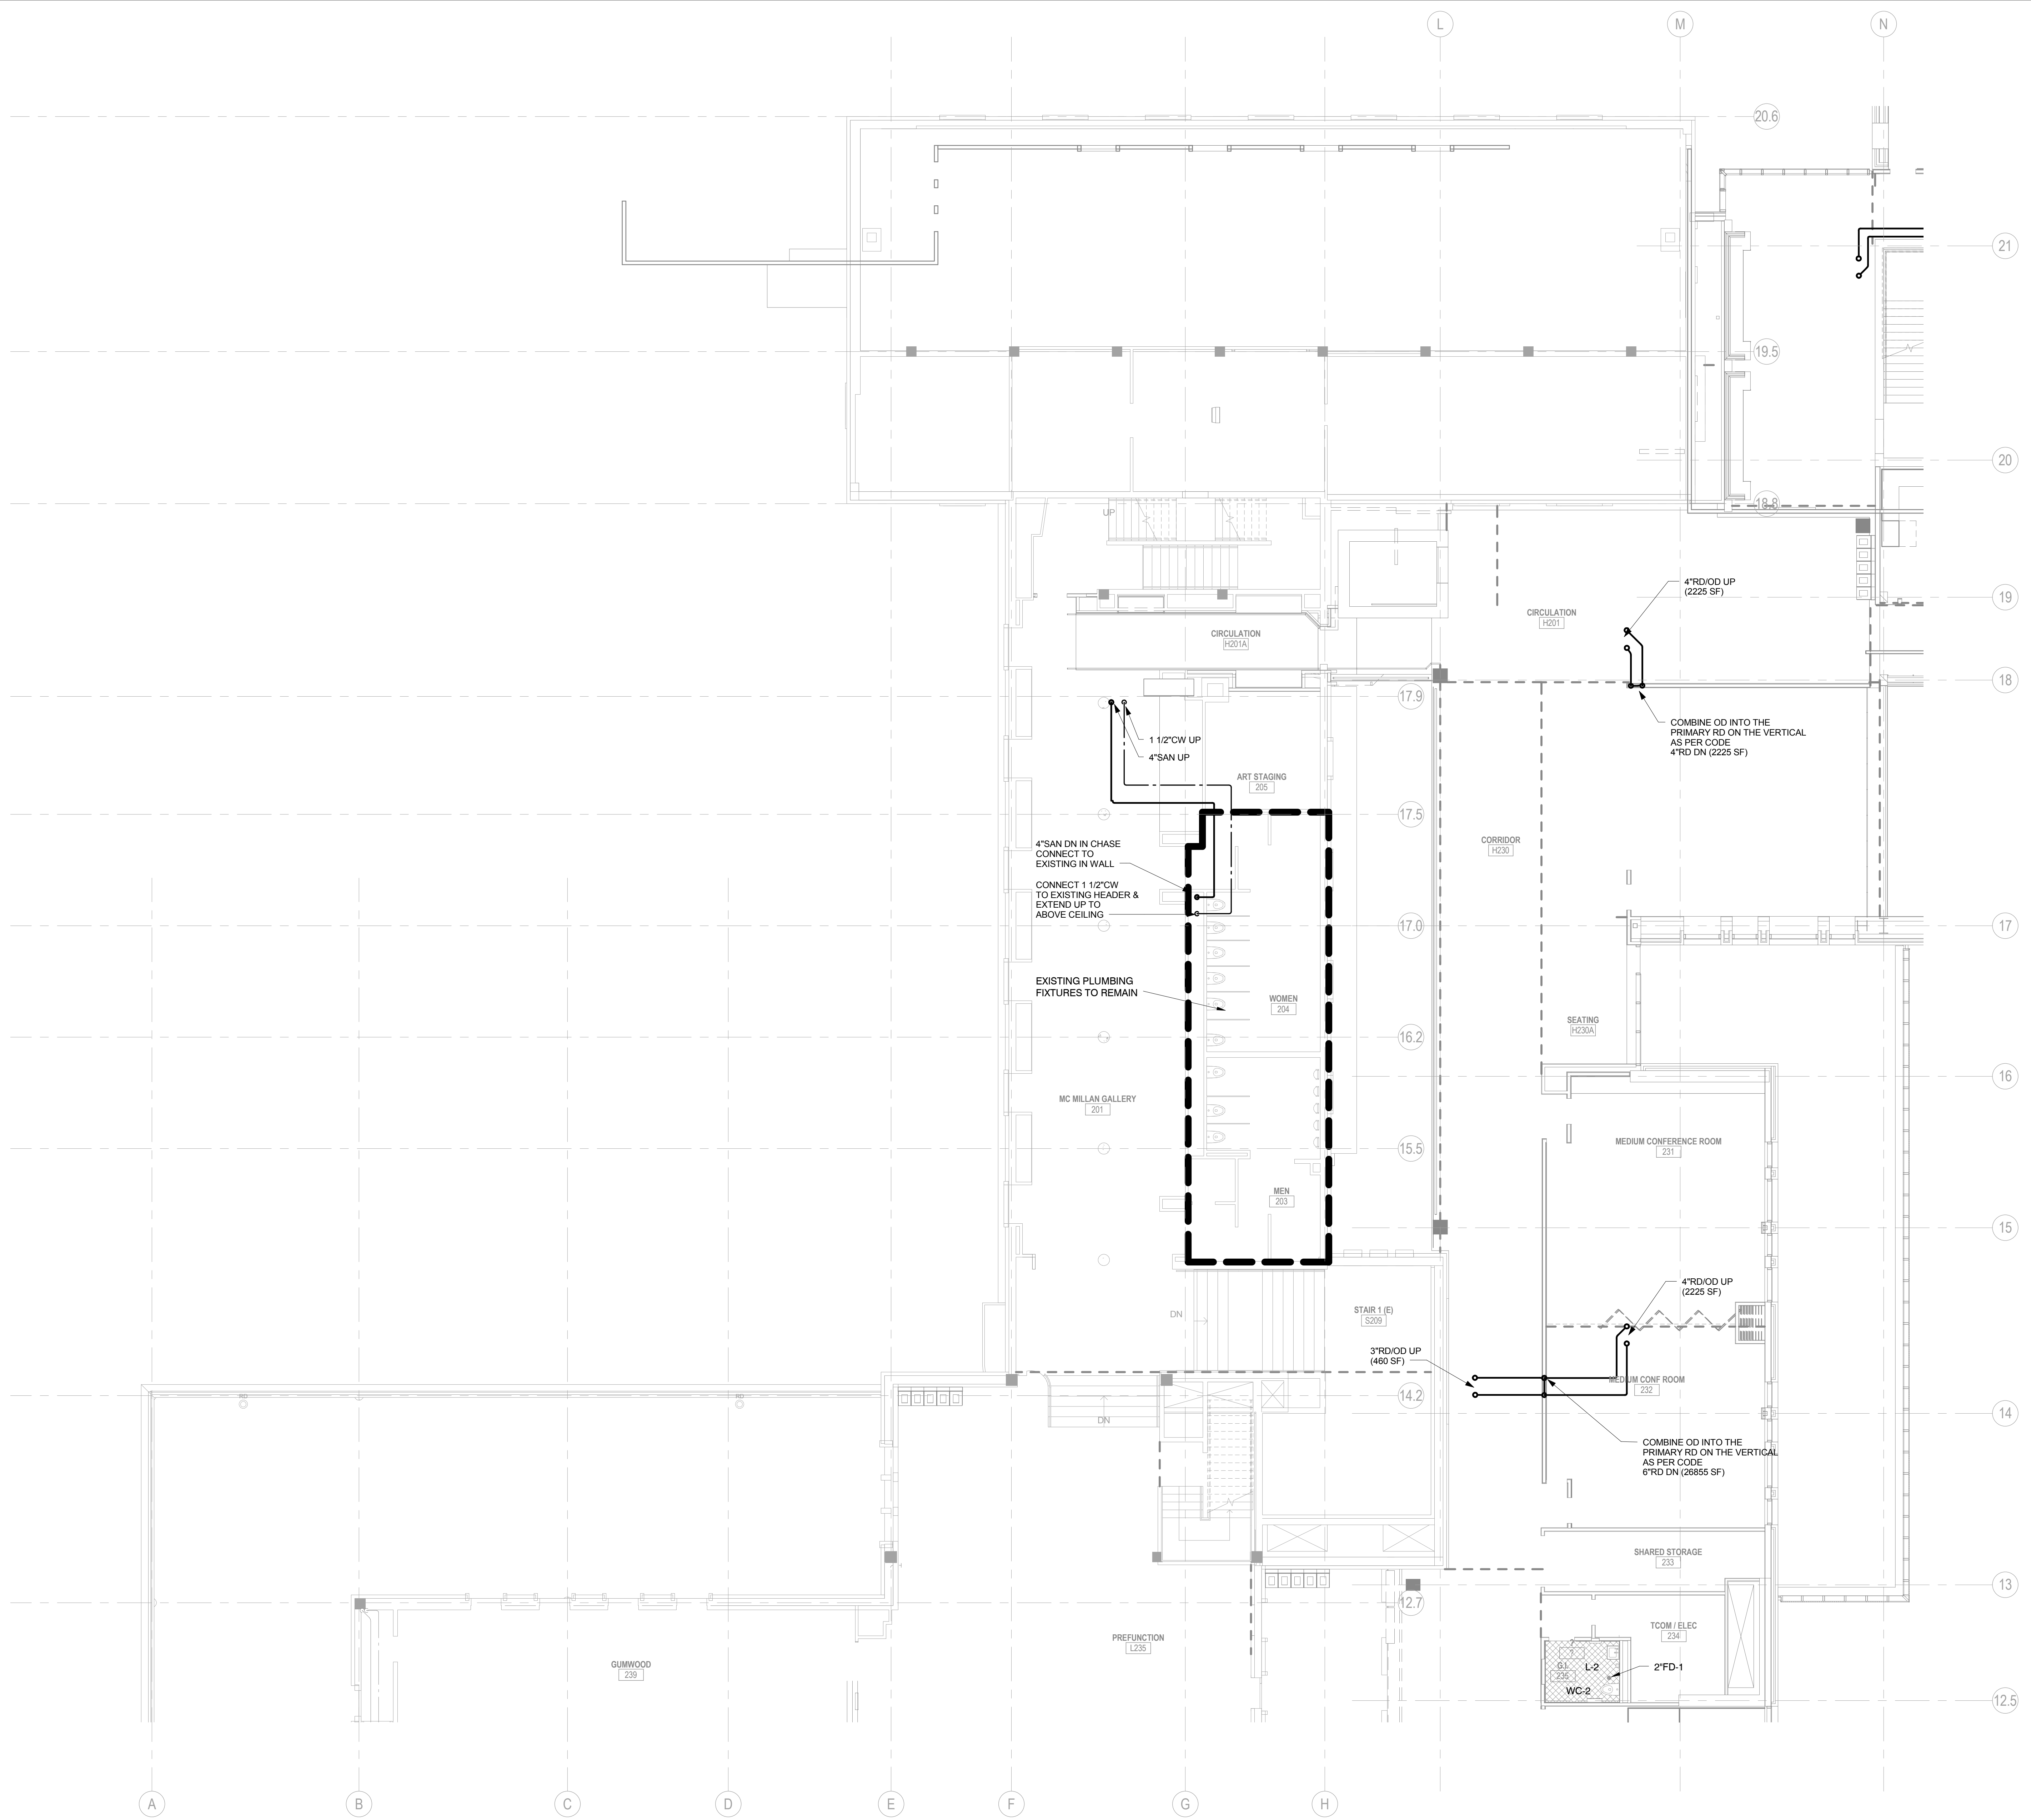 L
M
N
20.6
21
19.5
20
18.8
UP
4"RD/OD UP
(2225 SF)
19
CIRCULATION
H201
CIRCULATION
H201A
18
17.9
COMBINE OD INTO THE
PRIMARY RD ON THE VERTICAL
AS PER CODE
4"RD DN (2225 SF)
1 1/2"CW UP
4"SAN UP
ART STAGING
205
17.5
4"SAN DN IN CHASE
CONNECT TO
EXISTING IN WALL
CORRIDOR
H230
CONNECT 1 1/2"CW
TO EXISTING HEADER &
EXTEND UP TO
ABOVE CEILING
17.0
17
EXISTING PLUMBING
FIXTURES TO REMAIN
WOMEN
204
SEATING
H230A
16.2
16
MC MILLAN GALLERY
201
MEDIUM CONFERENCE ROOM
231
15.5
MEN
203
15
4"RD/OD UP
(2225 SF)
STAIR 1 (E)
S209
DN
3"RD/OD UP
(460 SF)
MEDIUM CONF ROOM
232
14.2
14
DN
COMBINE OD INTO THE
PRIMARY RD ON THE VERTICAL
AS PER CODE
6"RD DN (26855 SF)
SHARED STORAGE
233
13
12.7
TCOM / ELEC
234
PREFUNCTION
L235
GUMWOOD
239
G.I.
235
L-2
2"FD-1
WC-2
12.5
A
B
C
D
E
F
G
H